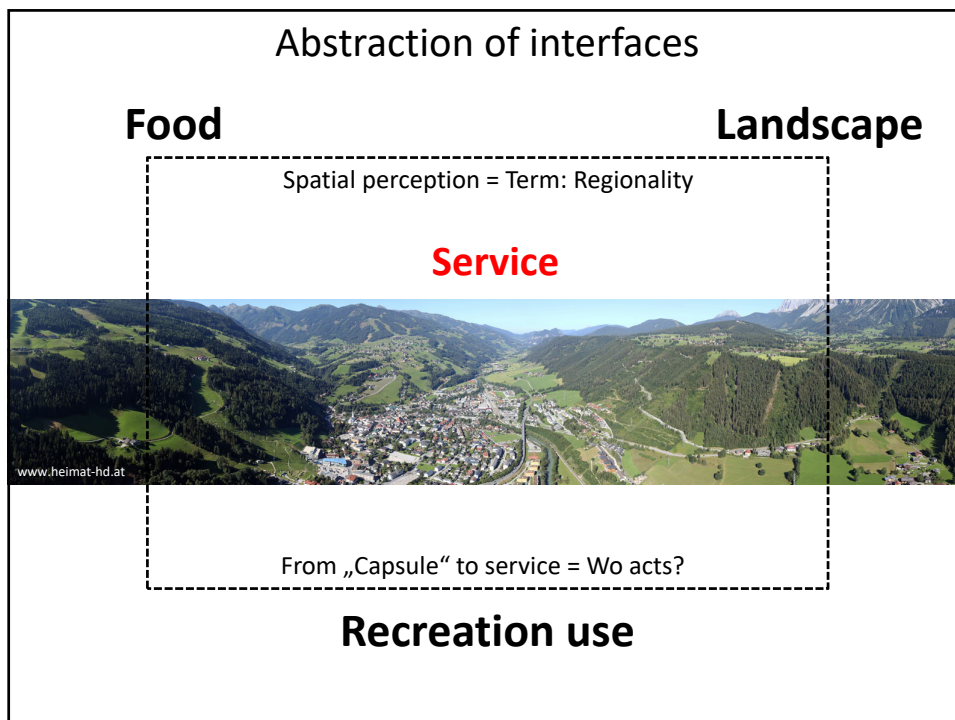 Abstraction of interfaces
Food
Landscape
Spatial perception = Term: Regionality
Service
www.heimat-hd.at
From „Capsule“ to service = Wo acts?
Recreation use